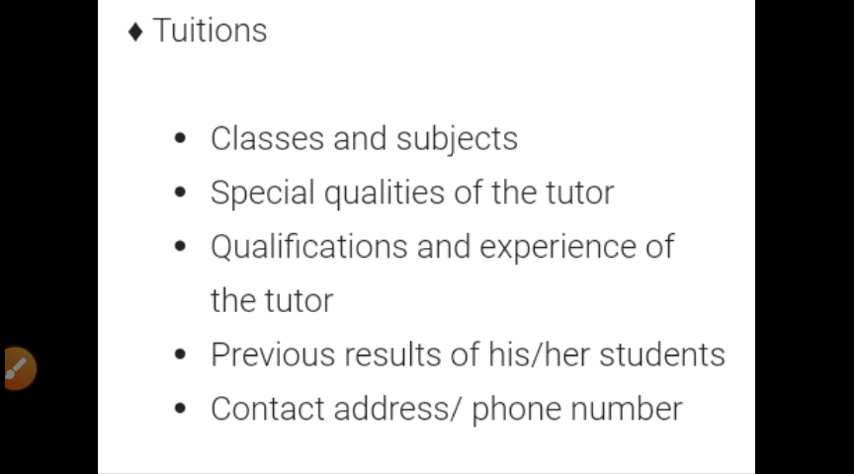 ♦ Tuitions
• Classes and subjects
• Special qualities of the tutor
• Qualifications and experience of
the tutor
• Previous results of his/her students
• Contact address/ phone number